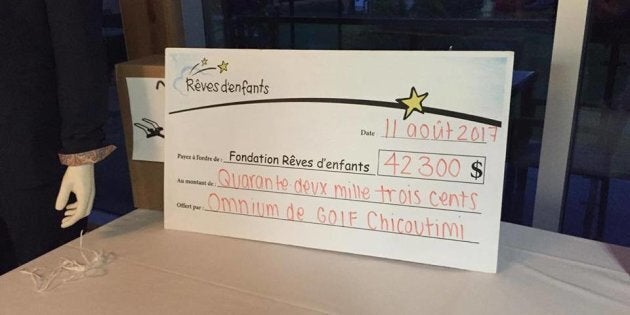 Rêves d'enfants
Date : 11 août 2017
Payez à l'ordre de : Fondation Rêves d'enfants 42 300 $
Au montant de : Quarante deux mille trois cents
Offert par : Omnium de GOlF Chicoutimi